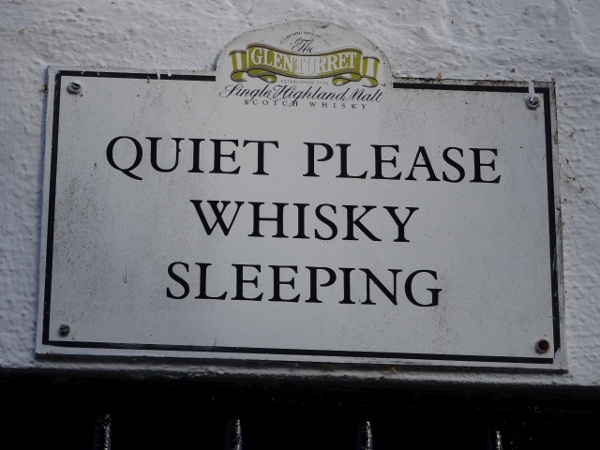 The
GLENTURRET
Single Highland Malt
SCOTCH WHISKY
QUIET PLEASE
WHISKY
SLEEPING